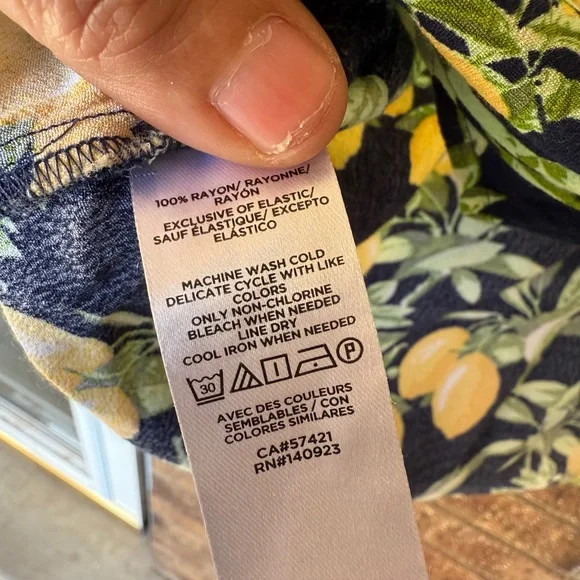 100% RAYON/ RAYONNE/
RAYÓN
EXCLUSIVE OF ELASTIC/
SAUF ÉLASTIQUE/ EXCEPTO
ELÁSTICO
MACHINE WASH COLD
DELICATE CYCLE WITH LIKE
COLORS
ONLY NON-CHLORINE
BLEACH WHEN NEEDED
LINE DRY
COOL IRON WHEN NEEDED
30 P
AVEC DES COULEURS
SEMBLABLES / CON
COLORES SIMILARES
CA#57421
RN#140923